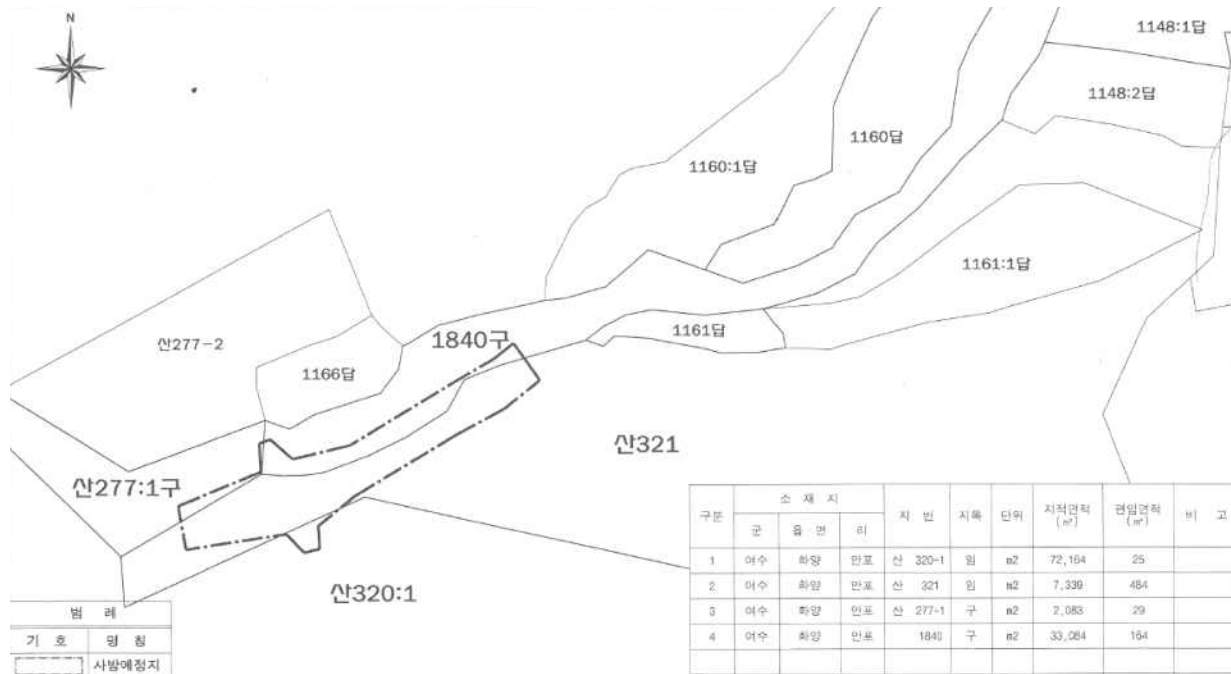 N
1148:1답
1148:2답
1160답
1160:1답
1161:1답
1161답
산277-2
1840구
1166답
산321
산277:1구
산320:1
범 례
기 호 명 칭
사방예정지
구분 소 재 지 지 번 지목 단위 지적면적 (㎡) 편입면적 (㎡) 비 고
군 읍 면 리
1 여수 화양 안포 산 320-1 임 m2 72,164 25
2 여수 화양 안포 산 321 임 m2 7,339 484
3 여수 화양 안포 산 277-1 구 m2 2,083 29
4 여수 화양 안포 1840 구 m2 33,084 164